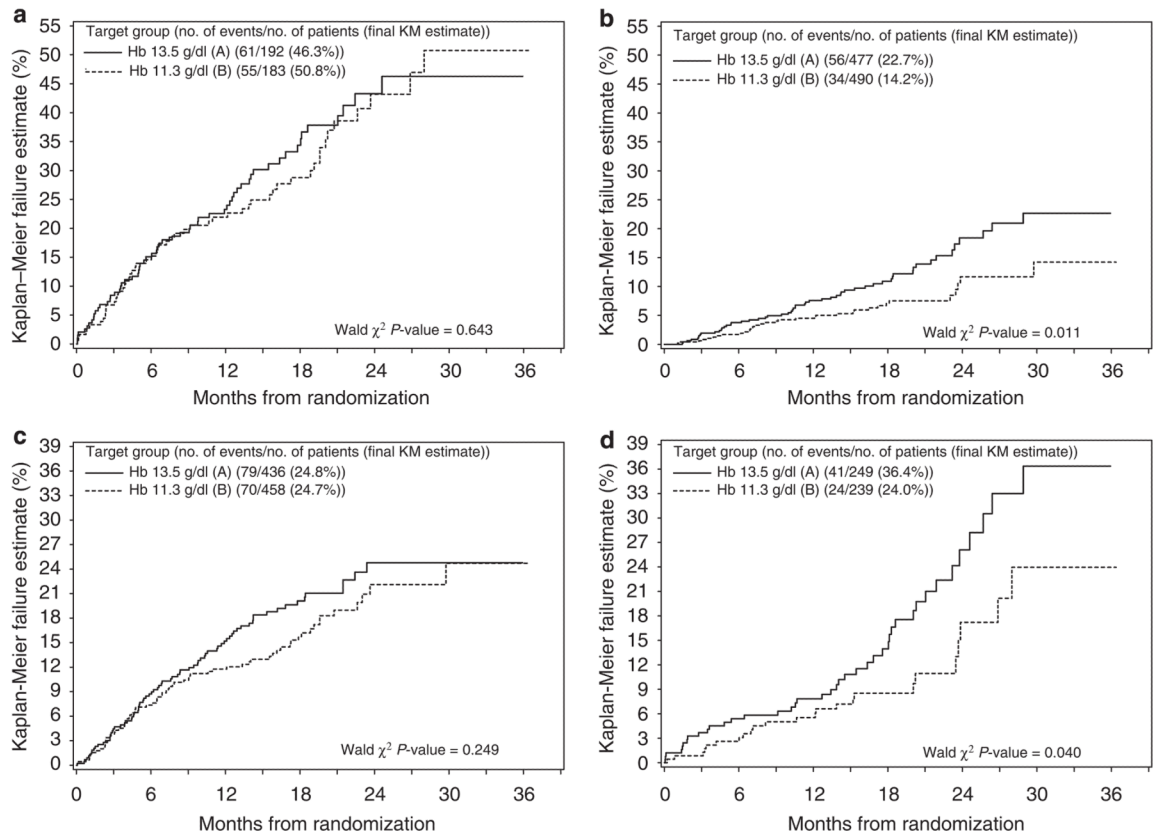 a
Target group (no. of events/no. of patients (final KM estimate))
Hb 13.5 g/dl (A) (61/192 (46.3%))
Hb 11.3 g/dl (B) (55/183 (50.8%))
Kaplan–Meier failure estimate (%)
55
50
45
40
35
30
25
20
15
10
5
0
Wald χ² P-value = 0.643
0 6 12 18 24 30 36
Months from randomization
b
Target group (no. of events/no. of patients (final KM estimate))
Hb 13.5 g/dl (A) (56/477 (22.7%))
Hb 11.3 g/dl (B) (34/490 (14.2%))
Kaplan-Meier failure estimate (%)
55
50
45
40
35
30
25
20
15
10
5
0
Wald χ² P-value = 0.011
0 6 12 18 24 30 36
Months from randomization
c
Target group (no. of events/no. of patients (final KM estimate))
Hb 13.5 g/dl (A) (79/436 (24.8%))
Hb 11.3 g/dl (B) (70/458 (24.7%))
Kaplan-Meier failure estimate (%)
39
36
33
30
27
24
21
18
15
12
9
6
3
0
Wald χ² P-value = 0.249
0 6 12 18 24 30 36
Months from randomization
d
Target group (no. of events/no. of patients (final KM estimate))
Hb 13.5 g/dl (A) (41/249 (36.4%))
Hb 11.3 g/dl (B) (24/239 (24.0%))
Kaplan-Meier failure estimate (%)
39
36
33
30
27
24
21
18
15
12
9
6
3
0
Wald χ² P-value = 0.040
0 6 12 18 24 30 36
Months from randomization